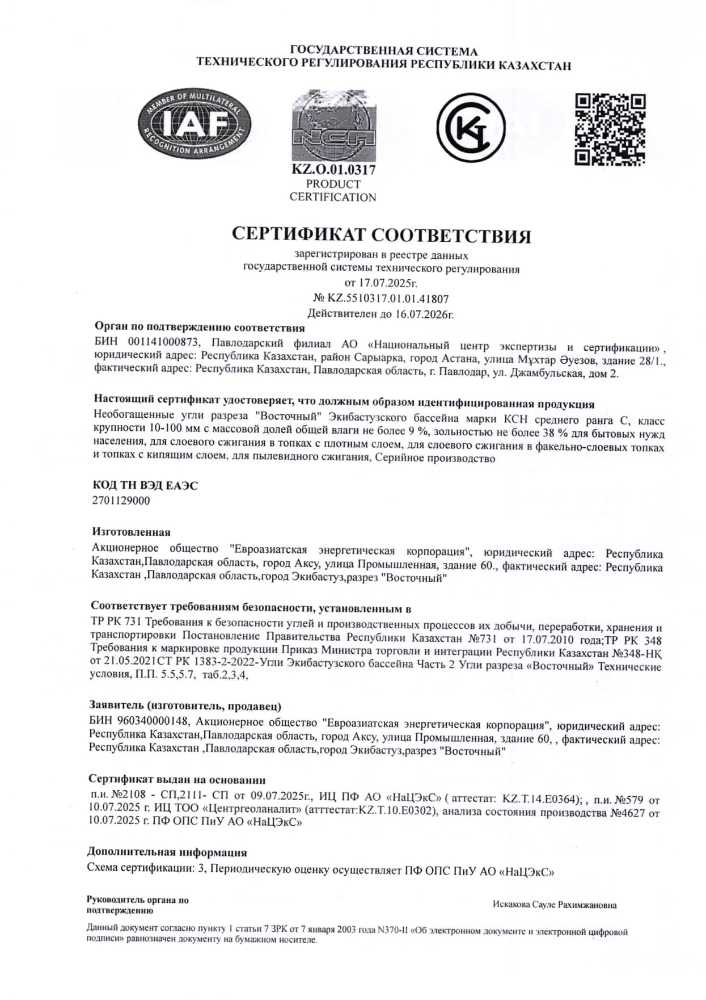 ГОСУДАРСТВЕННАЯ СИСТЕМА
ТЕХНИЧЕСКОГО РЕГУЛИРОВАНИЯ РЕСПУБЛИКИ КАЗАХСТАН
MEMBER OF MULTILATERAL
IAF
RECOGNITION ARRANGEMENT
NCA
KZ.O.01.0317
PRODUCT
CERTIFICATION
СЕРТИФИКАТ СООТВЕТСТВИЯ
зарегистрирован в реестре данных
государственной системы технического регулирования
от 17.07.2025г.
№ KZ.5510317.01.01.41807
Действителен до 16.07.2026г.
Орган по подтверждению соответствия
БИН 001141000873, Павлодарский филиал АО «Национальный центр экспертизы и сертификации» ,
юридический адрес: Республика Казахстан, район Сарыарка, город Астана, улица Мұхтар Әуезов, здание 28/1.,
фактический адрес: Республика Казахстан, Павлодарская область, г. Павлодар, ул. Джамбульская, дом 2.
Настоящий сертификат удостоверяет, что должным образом идентифицированная продукция
Необогащенные угли разреза "Восточный" Экибастузского бассейна марки КСН среднего ранга С, класс
крупности 10-100 мм с массовой долей общей влаги не более 9 %, зольностью не более 38 % для бытовых нужд
населения, для слоевого сжигания в топках с плотным слоем, для слоевого сжигания в факельно-слоевых топках
и топках с кипящим слоем, для пылевидного сжигания, Серийное производство
КОД ТН ВЭД ЕАЭС
2701129000
Изготовленная
Акционерное общество "Евроазиатская энергетическая корпорация", юридический адрес: Республика
Казахстан,Павлодарская область, город Аксу, улица Промышленная, здание 60., фактический адрес: Республика
Казахстан ,Павлодарская область,город Экибастуз,разрез "Восточный"
Соответствует требованиям безопасности, установленным в
ТР РК 731 Требования к безопасности углей и производственных процессов их добычи, переработки, хранения и
транспортировки Постановление Правительства Республики Казахстан №731 от 17.07.2010 года;ТР РК 348
Требования к маркировке продукции Приказ Министра торговли и интеграции Республики Казахстан №348-НҚ
от 21.05.2021СТ РК 1383-2-2022-Угли Экибастузского бассейна Часть 2 Угли разреза «Восточный» Технические
условия, П.П. 5.5,5.7, таб.2,3,4,
Заявитель (изготовитель, продавец)
БИН 960340000148, Акционерное общество "Евроазиатская энергетическая корпорация", юридический адрес:
Республика Казахстан,Павлодарская область, город Аксу, улица Промышленная, здание 60, , фактический адрес:
Республика Казахстан ,Павлодарская область,город Экибастуз,разрез "Восточный"
Сертификат выдан на основании
п.и. №2108 - СП,2111- СП от 09.07.2025г., ИЦ ПФ АО «НаЦЭкС» ( аттестат: KZ.T.14.E0364); , п.и. №579 от
10.07.2025 г. ИЦ ТОО «Центргеоланалит» (атттестат:KZ.T.10.E0302), анализа состояния производства №4627 от
10.07.2025 г. ПФ ОПС ПиУ АО «НаЦЭкС»
Дополнительная информация
Схема сертификации: 3, Периодическую оценку осуществляет ПФ ОПС ПиУ АО «НаЦЭкС»
Руководитель органа по
подтверждению
Искакова Сауле Рахимжановна
Данный документ согласно пункту 1 статьи 7 ЗРК от 7 января 2003 года N370-II «Об электронном документе и электронной цифровой
подписи» равнозначен документу на бумажном носителе.